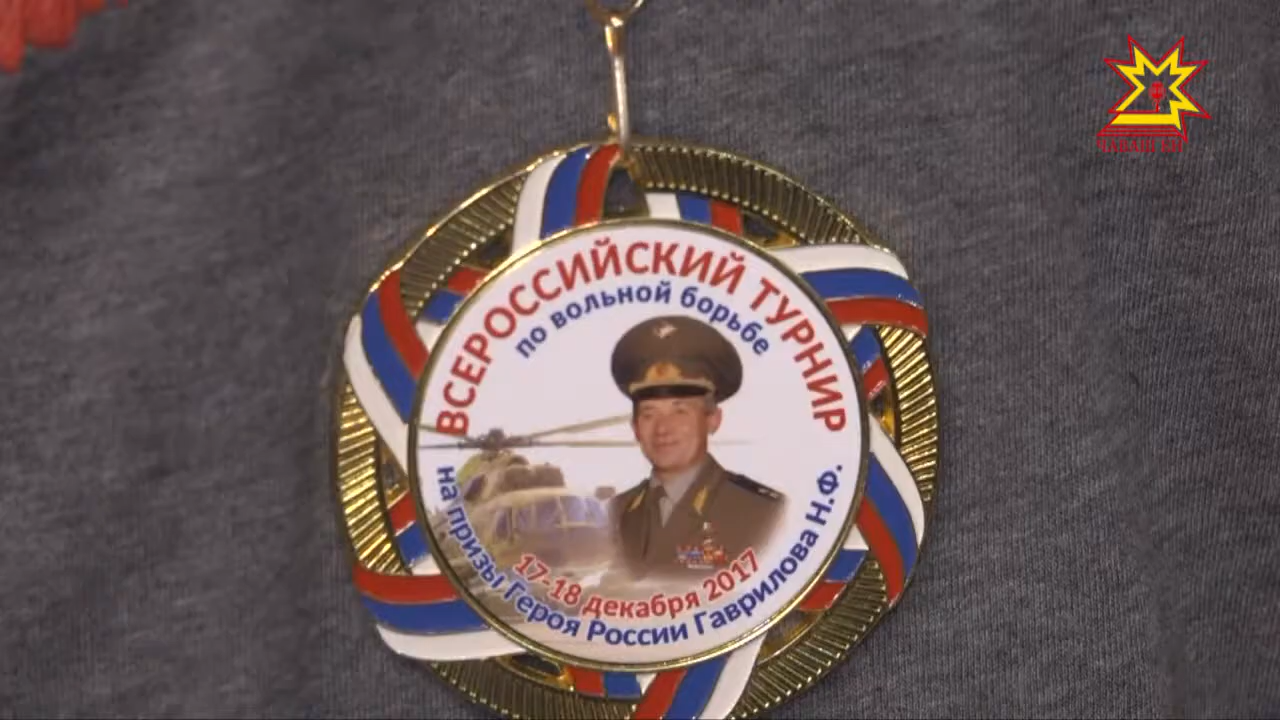 ВСЕРОССИЙСКИЙ ТУРНИР
по вольной борьбе
17-18 декабря 2017
на призы Героя России Гаврилова Н.Ф.